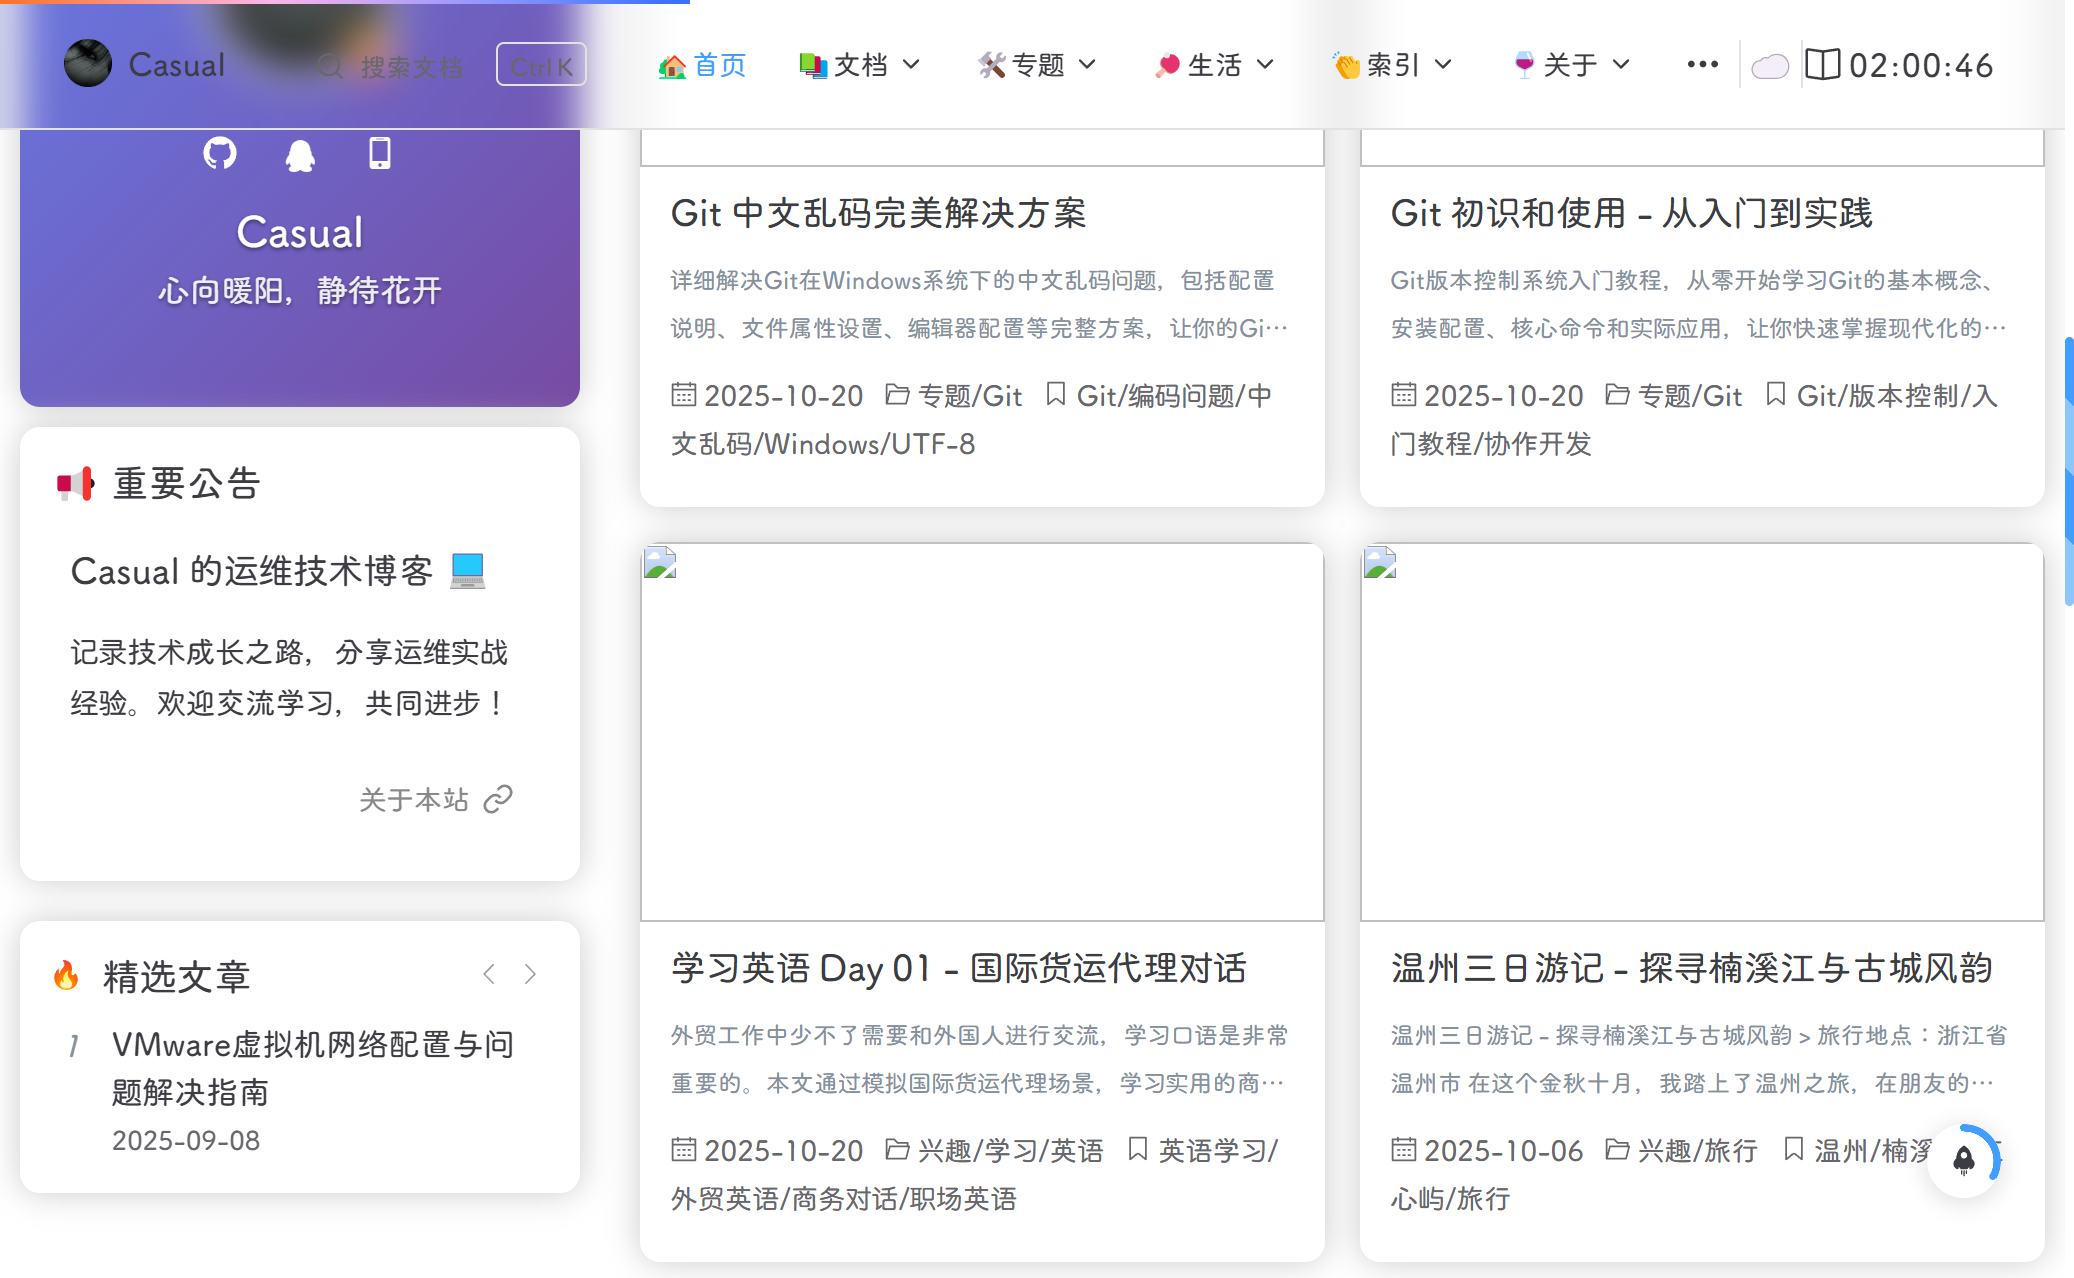 Casual
搜索文档
Ctrl K
首页
文档
专题
生活
索引
关于
02:00:46
Casual
心向暖阳，静待花开
重要公告
Casual 的运维技术博客
记录技术成长之路，分享运维实战
经验。欢迎交流学习，共同进步！
关于本站
精选文章
1
VMware虚拟机网络配置与问
题解决指南
2025-09-08
Git 中文乱码完美解决方案
详细解决Git在Windows系统下的中文乱码问题，包括配置
说明、文件属性设置、编辑器配置等完整方案，让你的Gi…
2025-10-20 专题/Git Git/编码问题/中
文乱码/Windows/UTF-8
Git 初识和使用 - 从入门到实践
Git版本控制系统入门教程，从零开始学习Git的基本概念、
安装配置、核心命令和实际应用，让你快速掌握现代化的…
2025-10-20 专题/Git Git/版本控制/入
门教程/协作开发
学习英语 Day 01 - 国际货运代理对话
外贸工作中少不了需要和外国人进行交流，学习口语是非常
重要的。本文通过模拟国际货运代理场景，学习实用的商…
2025-10-20 兴趣/学习/英语 英语学习/
外贸英语/商务对话/职场英语
温州三日游记 - 探寻楠溪江与古城风韵
温州三日游记 - 探寻楠溪江与古城风韵 > 旅行地点：浙江省
温州市 在这个金秋十月，我踏上了温州之旅，在朋友的…
2025-10-06 兴趣/旅行 温州/楠溪
心屿/旅行